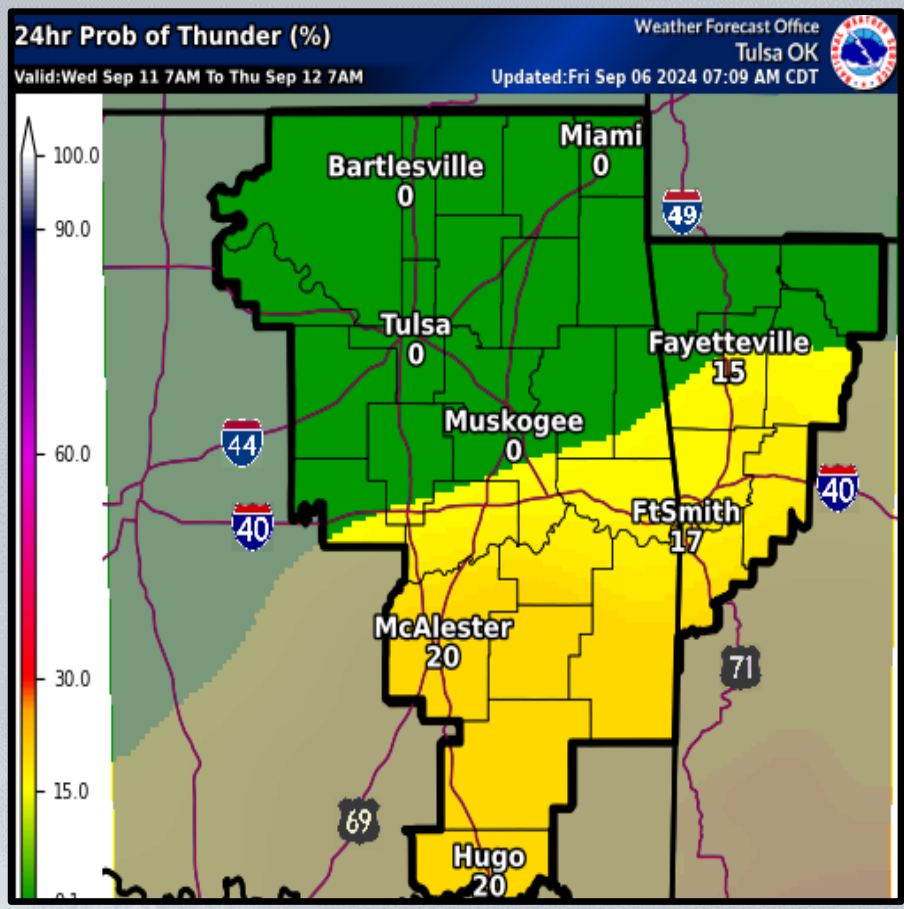 24hr Prob of Thunder (%)
Weather Forecast Office
Tulsa OK
Valid:Wed Sep 11 7AM To Thu Sep 12 7AM
Updated:Fri Sep 06 2024 07:09 AM CDT
NATIONAL WEATHER SERVICE
100.0
90.0
60.0
30.0
15.0
Miami
0
Bartlesville
0
49
Tulsa
0
Fayetteville
15
Muskogee
0
44
40
40
FtSmith
17
McAlester
20
71
69
Hugo
20